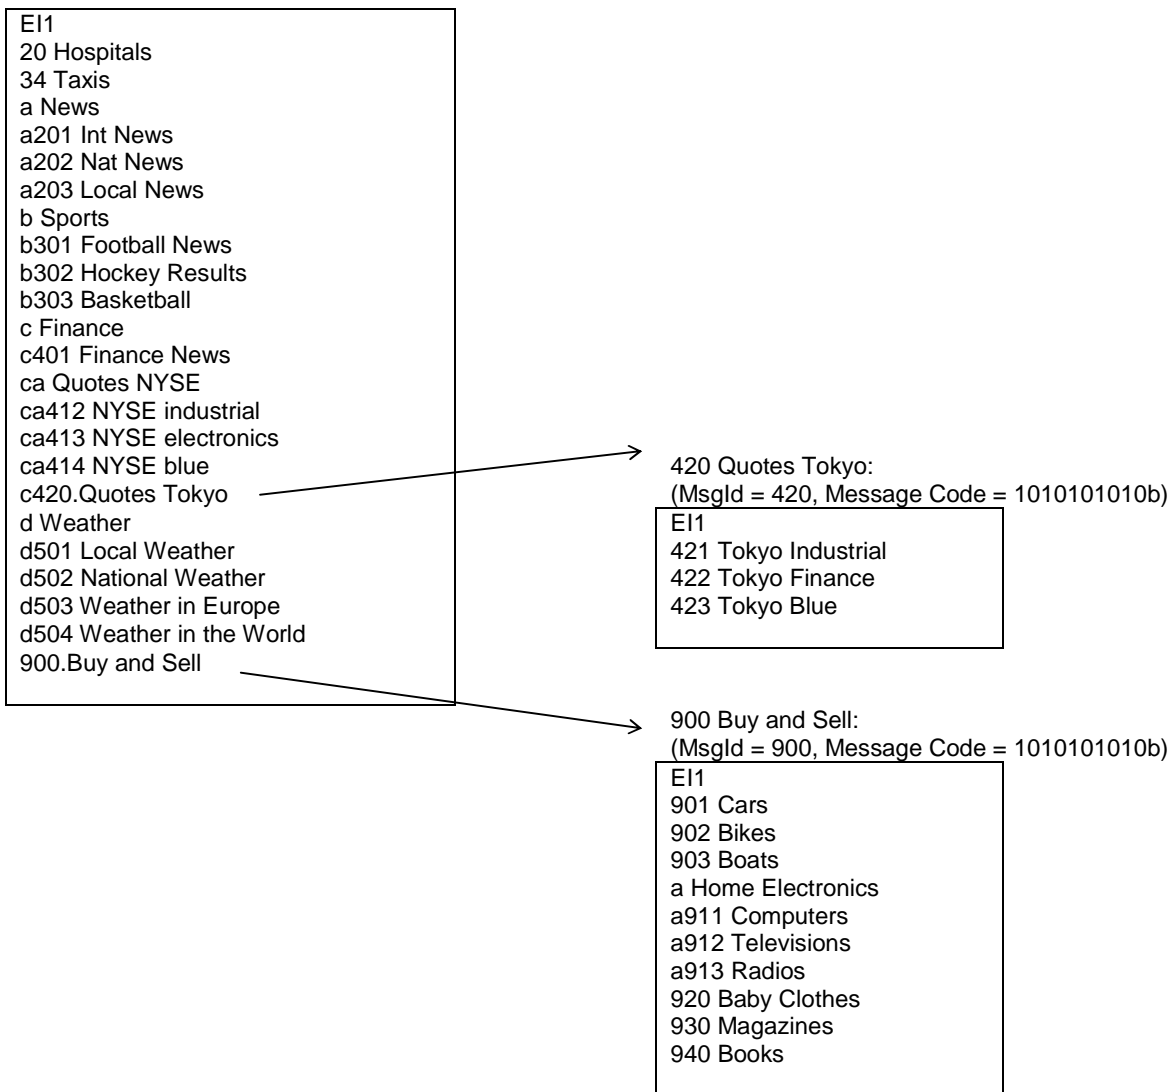 EI1
20 Hospitals
34 Taxis
a News
a201 Int News
a202 Nat News
a203 Local News
b Sports
b301 Football News
b302 Hockey Results
b303 Basketball
c Finance
c401 Finance News
ca Quotes NYSE
ca412 NYSE industrial
ca413 NYSE electronics
ca414 NYSE blue
c420.Quotes Tokyo
d Weather
d501 Local Weather
d502 National Weather
d503 Weather in Europe
d504 Weather in the World
900.Buy and Sell
420 Quotes Tokyo:
(MsgId = 420, Message Code = 1010101010b)
EI1
421 Tokyo Industrial
422 Tokyo Finance
423 Tokyo Blue
900 Buy and Sell:
(MsgId = 900, Message Code = 1010101010b)
EI1
901 Cars
902 Bikes
903 Boats
a Home Electronics
a911 Computers
a912 Televisions
a913 Radios
920 Baby Clothes
930 Magazines
940 Books